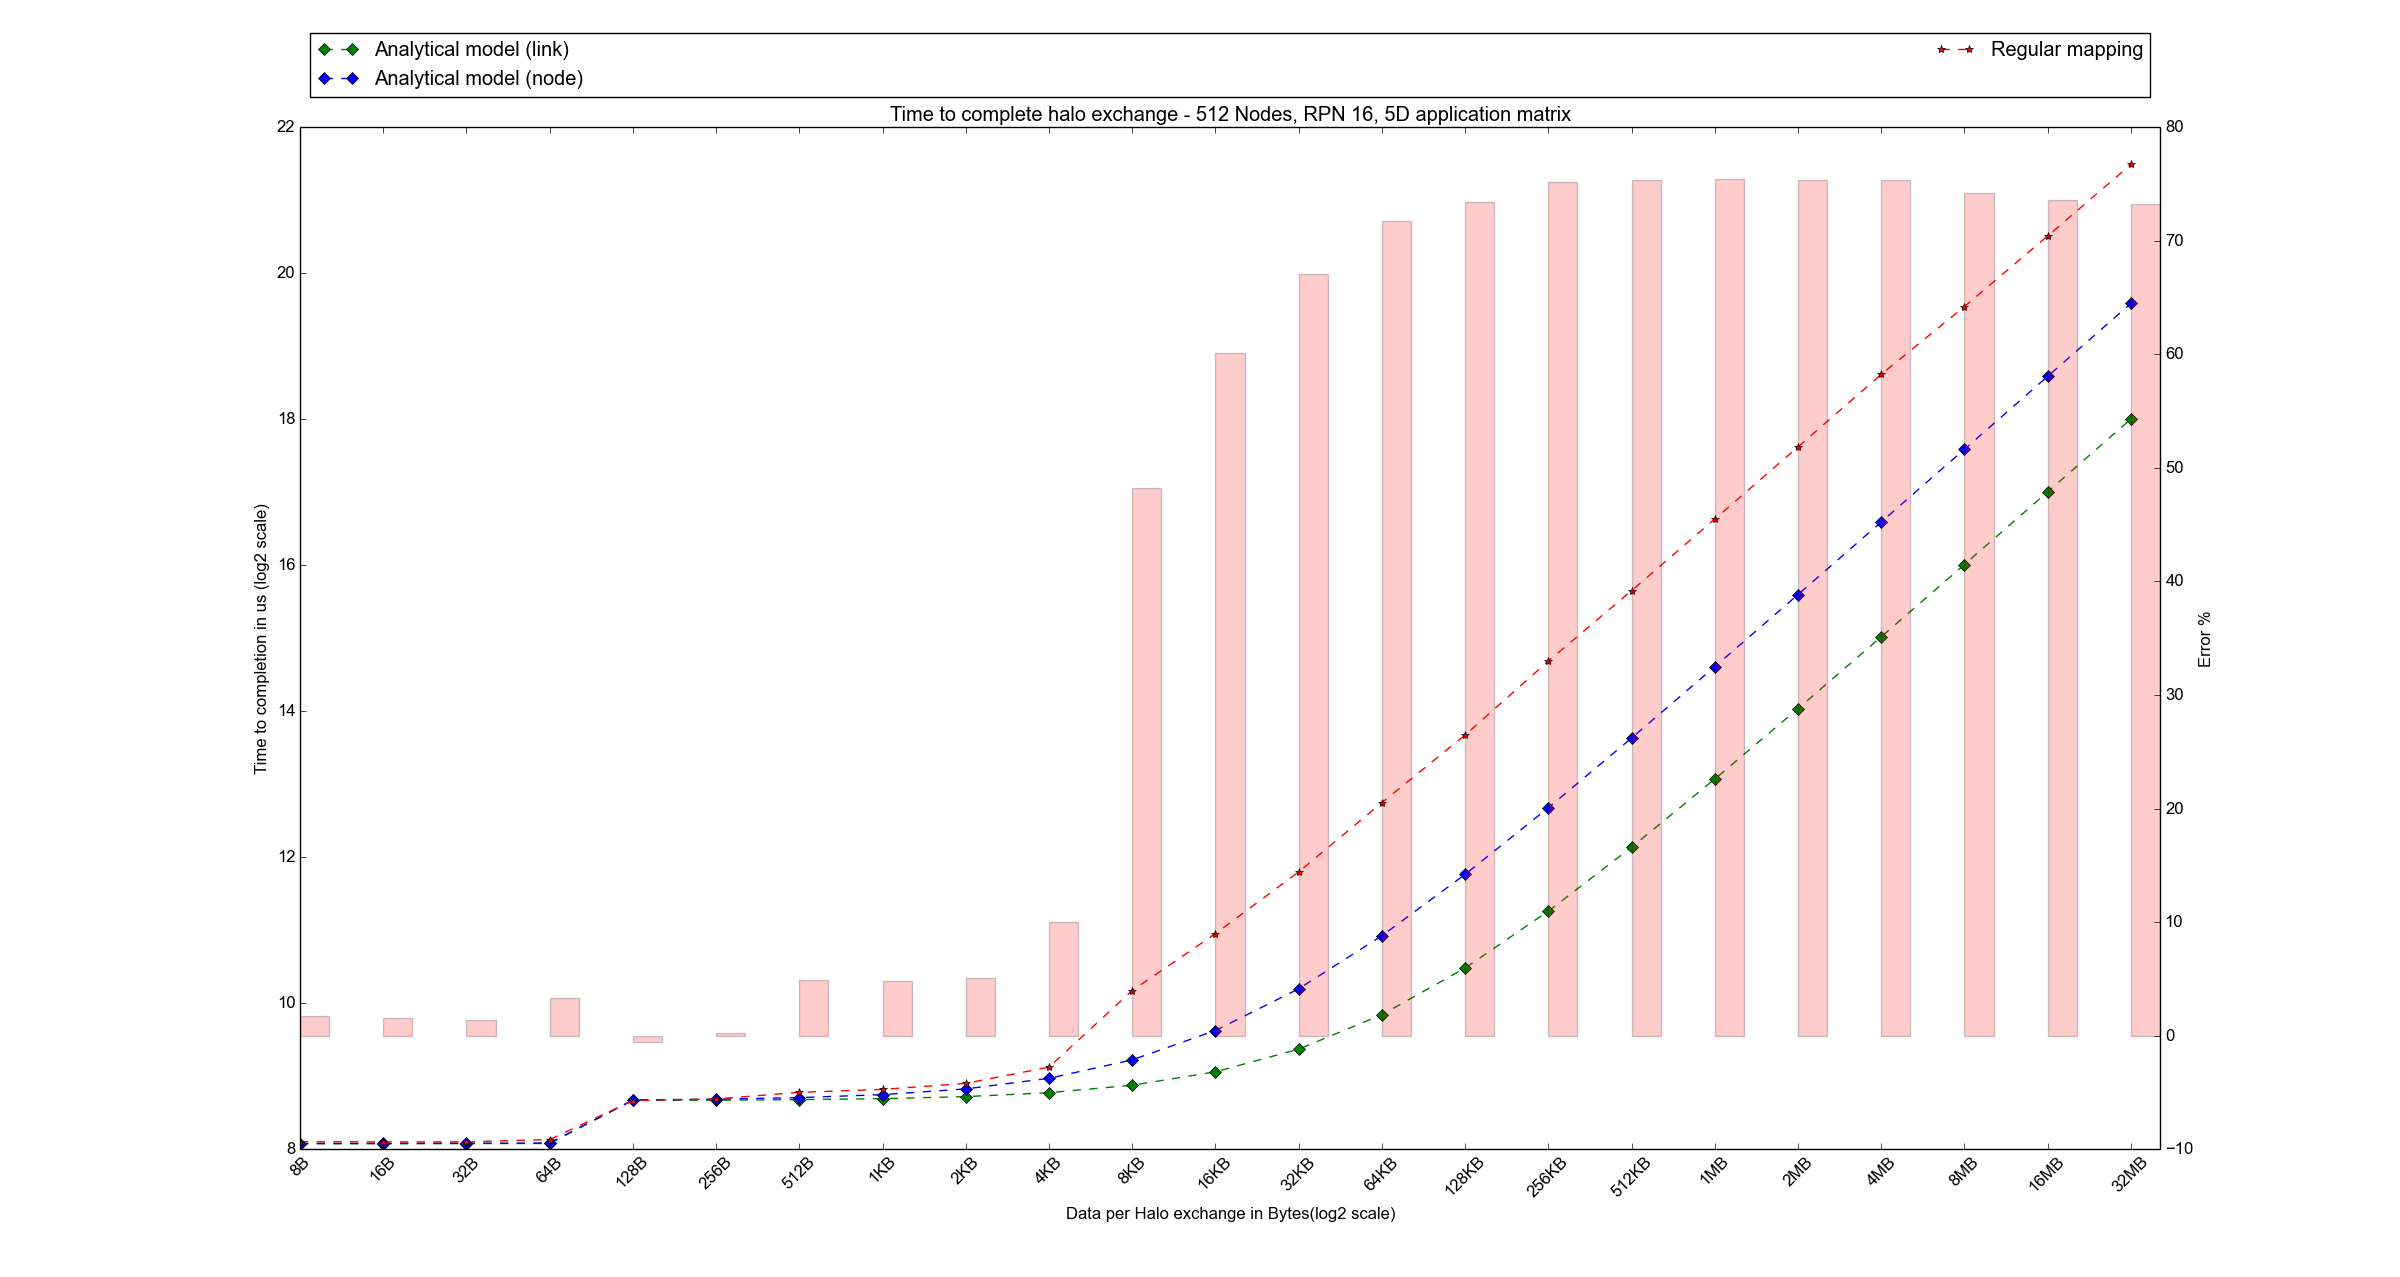 Analytical model (link)
Analytical model (node)
Regular mapping
Time to complete halo exchange - 512 Nodes, RPN 16, 5D application matrix
22
20
18
16
14
12
10
8
Time to completion in us (log2 scale)
80
70
60
50
40
30
20
10
0
−10
Error %
8B
16B
32B
64B
128B
256B
512B
1KB
2KB
4KB
8KB
16KB
32KB
64KB
128KB
256KB
512KB
1MB
2MB
4MB
8MB
16MB
32MB
Data per Halo exchange in Bytes(log2 scale)